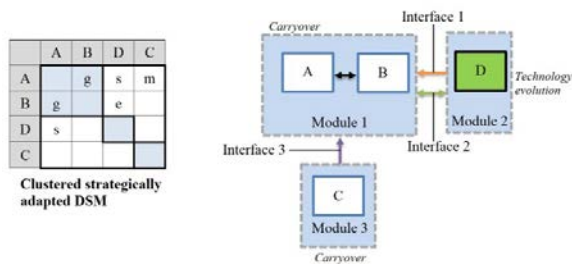 A B D C
A g s m
B g e
D s
C
Clustered strategically
adapted DSM
Carryover
Interface 1
A
B
D
Technology
evolution
Module 1
Module 2
Interface 3
Interface 2
C
Module 3
Carryover